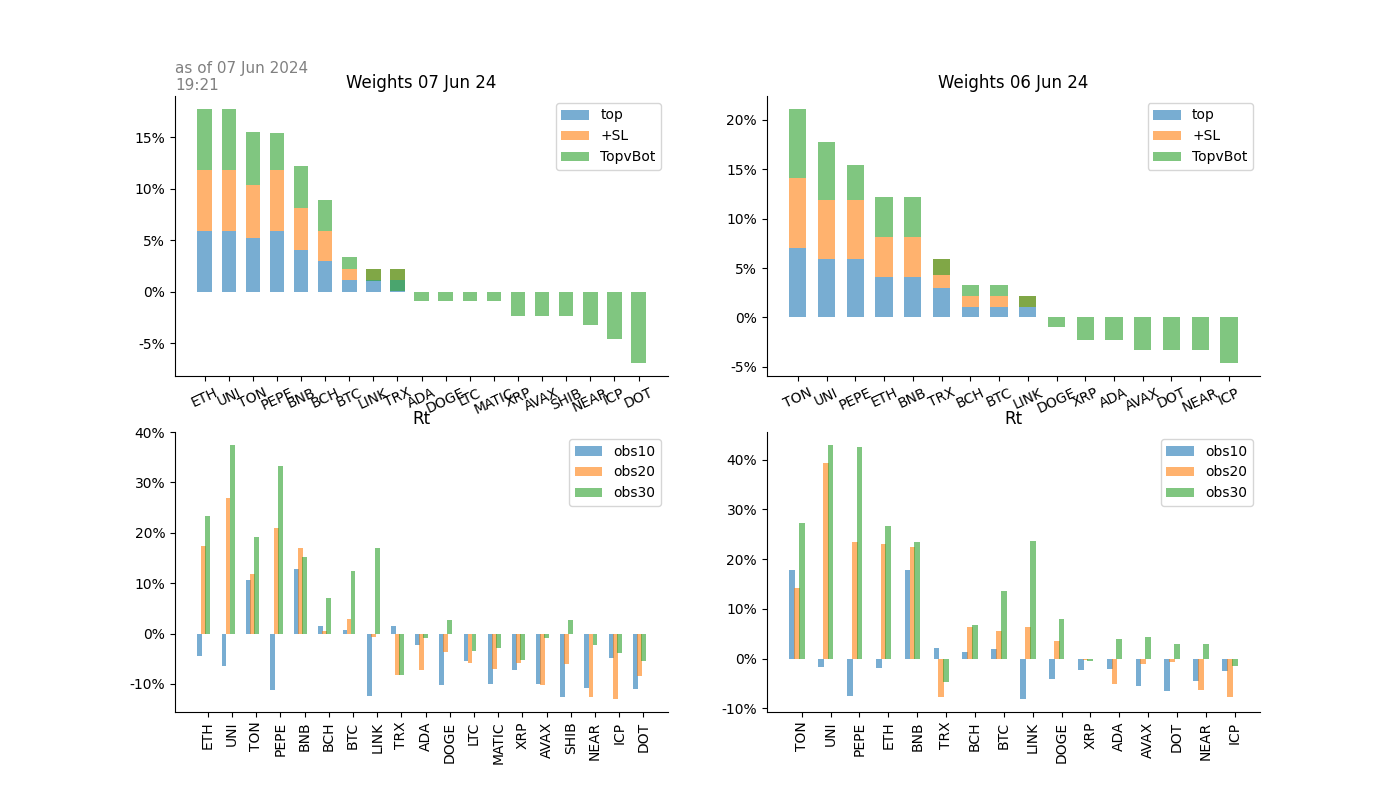 as of 07 Jun 2024
19:21
Weights 07 Jun 24
top
+SL
TopvBot
15%
10%
5%
0%
-5%
ETH UNI TON PEPE BNB BCH BTC LINK TRX ADA DOGE LTC MATIC XRP AVAX SHIB NEAR ICP DOT
Weights 06 Jun 24
top
+SL
TopvBot
20%
15%
10%
5%
0%
-5%
TON UNI PEPE ETH BNB TRX BCH BTC LINK DOGE XRP ADA AVAX DOT NEAR ICP
Rt
obs10
obs20
obs30
40%
30%
20%
10%
0%
-10%
ETH UNI TON PEPE BNB BCH BTC LINK TRX ADA DOGE LTC MATIC XRP AVAX SHIB NEAR ICP DOT
Rt
obs10
obs20
obs30
40%
30%
20%
10%
0%
-10%
TON UNI PEPE ETH BNB TRX BCH BTC LINK DOGE XRP ADA AVAX DOT NEAR ICP